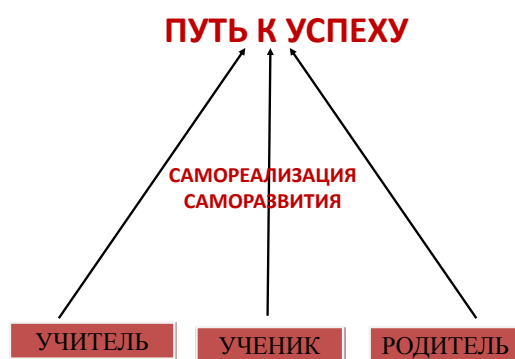 ПУТЬ К УСПЕХУ
САМОРЕАЛИЗАЦИЯ
САМОРАЗВИТИЯ
УЧИТЕЛЬ
УЧЕНИК
РОДИТЕЛЬ